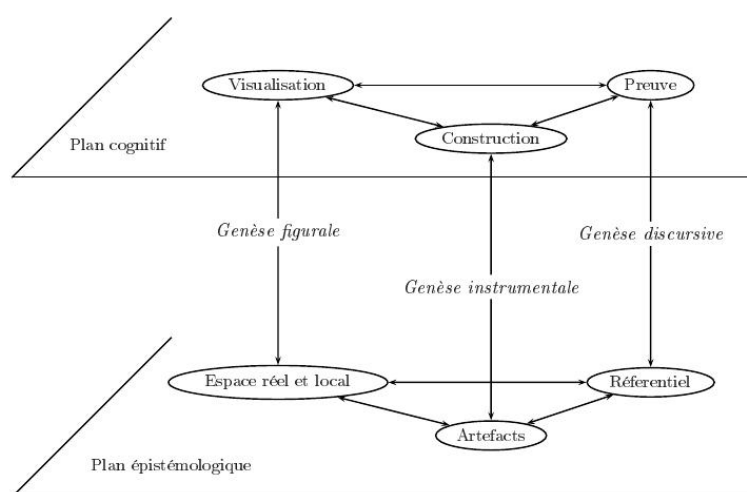 Visualisation
Preuve
Construction
Plan cognitif
Genèse figurale
Genèse discursive
Genèse instrumentale
Espace réel et local
Réferentiel
Artefacts
Plan épistémologique